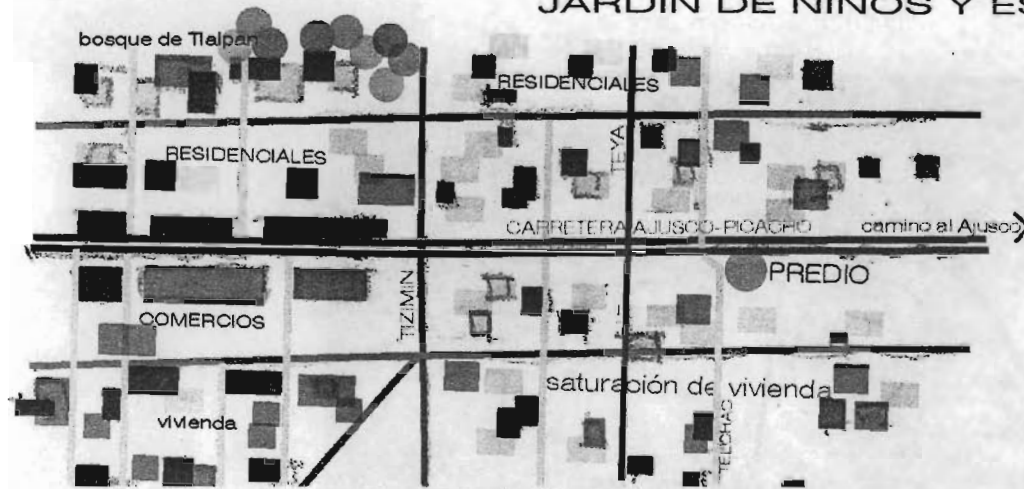 JARDIN DE NIÑOS Y ES
bosque de Tlalpan
RESIDENCIALES
RESIDENCIALES
TEYA
CARRETERA AJUSCO-PICACHO
camino al Ajusco
PREDIO
TIZIMIN
COMERCIOS
saturación de vivienda
vivienda
TELCHAC